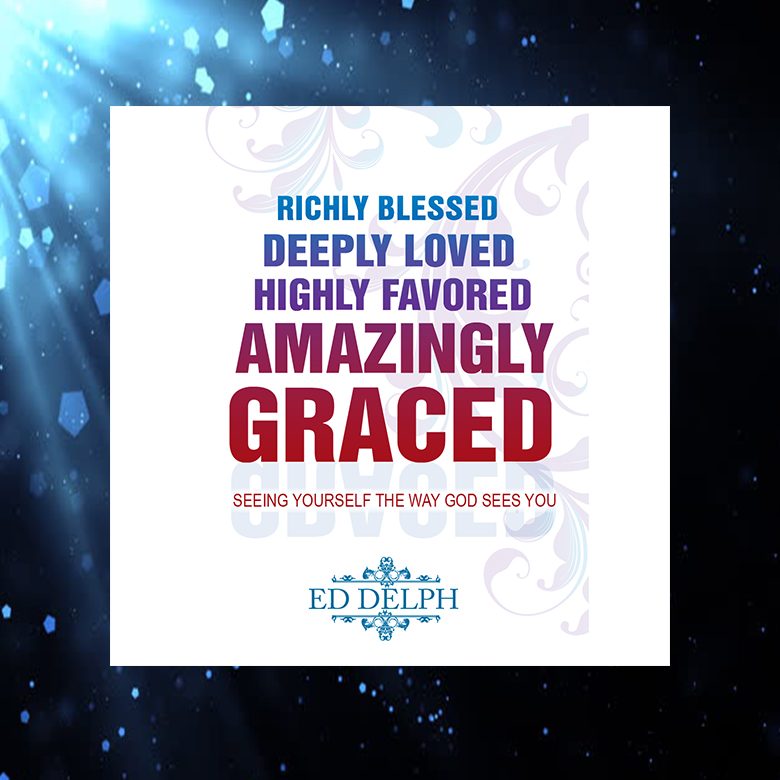 RICHLY BLESSED
DEEPLY LOVED
HIGHLY FAVORED
AMAZINGLY
GRACED
SEEING YOURSELF THE WAY GOD SEES YOU
ED DELPH